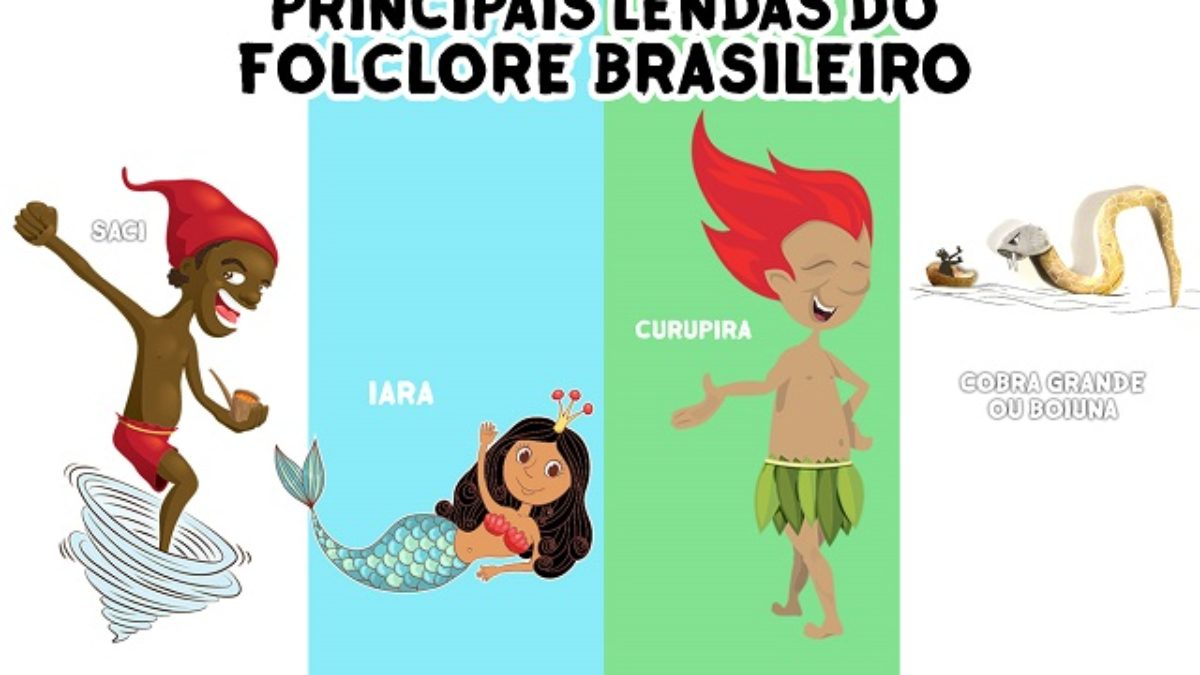 PRINCIPAIS LENDAS DO
FOLCLORE BRASILEIRO
SACI
IARA
CURUPIRA
COBRA GRANDE
OU BOIUNA